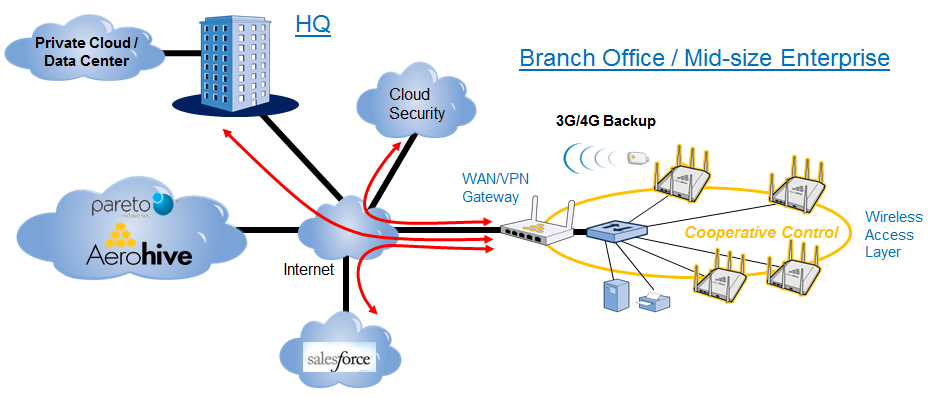 HQ
Private Cloud /
Data Center
Branch Office / Mid-size Enterprise
Cloud
Security
3G/4G Backup
WAN/VPN
Gateway
pareto
networks
Aerohive
Internet
Cooperative Control
Wireless
Access
Layer
salesforce